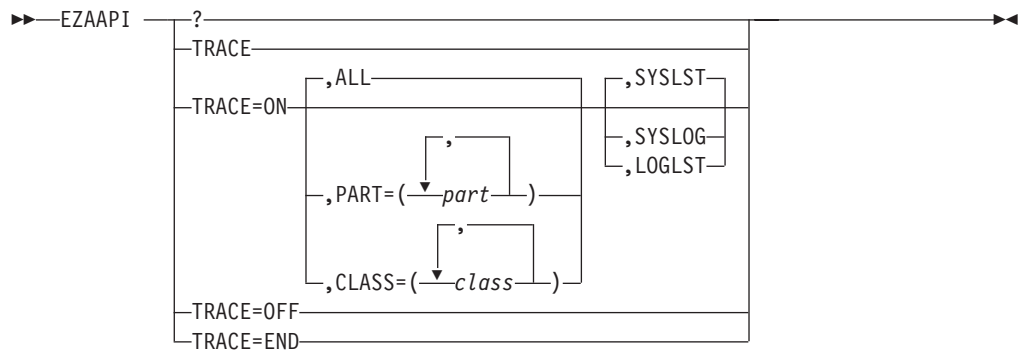 EZAAPI ?
TRACE
,ALL ,SYSLST
TRACE=ON
, ,SYSLOG
,LOGLST
,PART=( part )
,
,CLASS=( class )
TRACE=OFF
TRACE=END